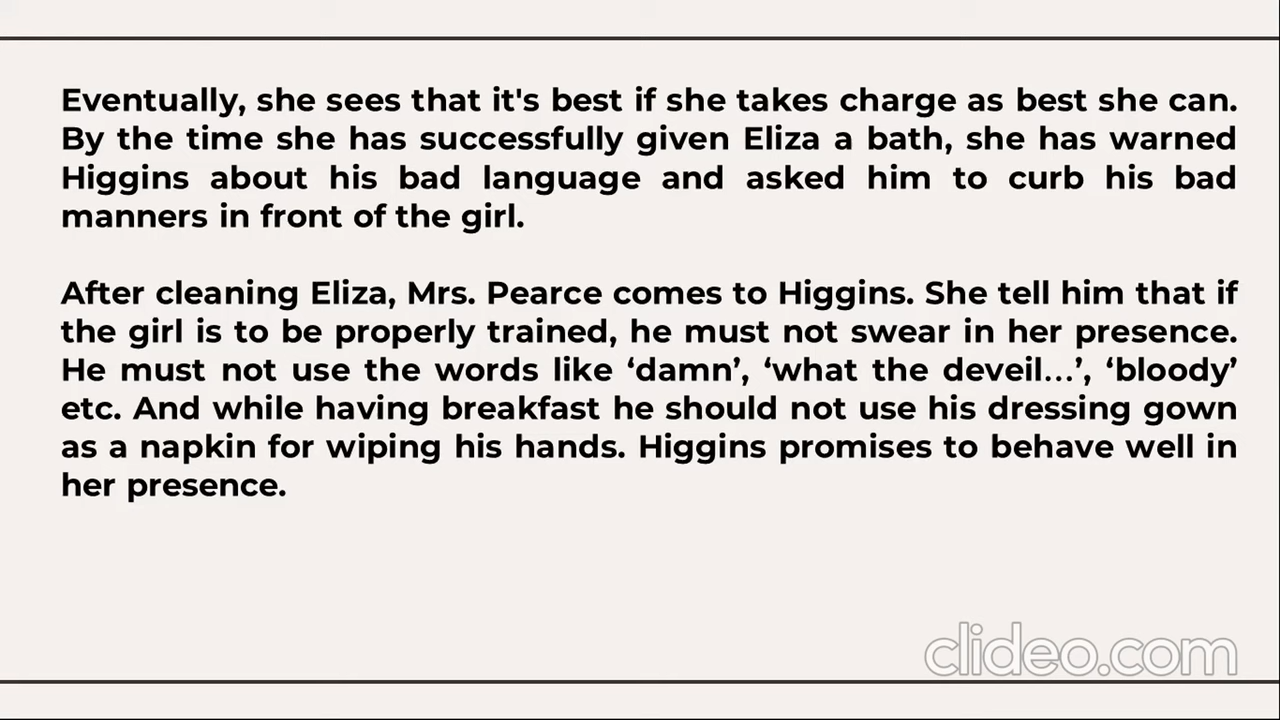 Eventually, she sees that it's best if she takes charge as best she can.
By the time she has successfully given Eliza a bath, she has warned
Higgins about his bad language and asked him to curb his bad
manners in front of the girl.
After cleaning Eliza, Mrs. Pearce comes to Higgins. She tell him that if
the girl is to be properly trained, he must not swear in her presence.
He must not use the words like ‘damn’, ‘what the deveil...’, ‘bloody’
etc. And while having breakfast he should not use his dressing gown
as a napkin for wiping his hands. Higgins promises to behave well in
her presence.
clideo.com